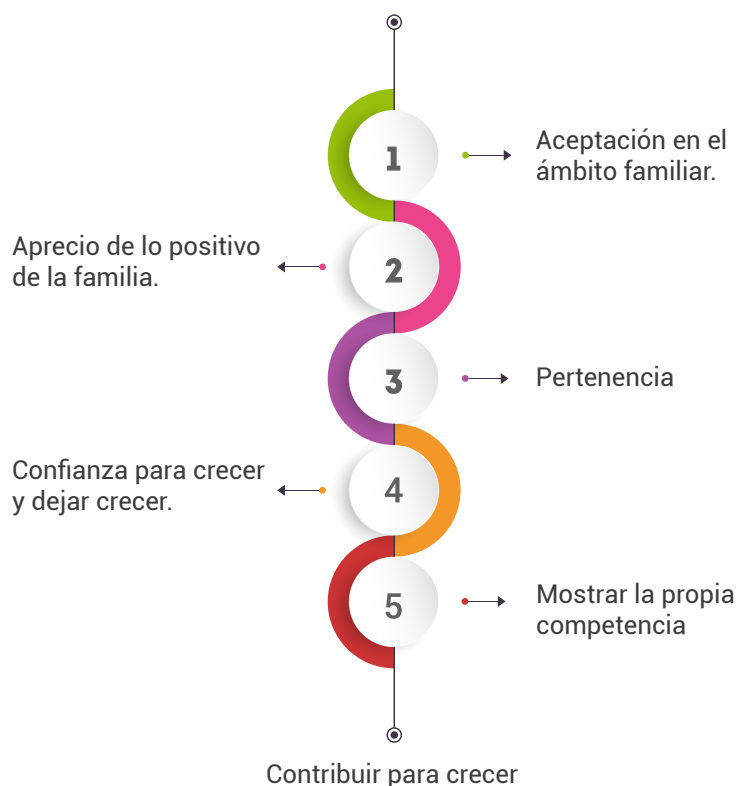 1
Aceptación en el
ámbito familiar.
Aprecio de lo positivo
de la familia.
2
3
Pertenencia
Confianza para crecer
y dejar crecer.
4
5
Mostrar la propia
competencia
Contribuir para crecer